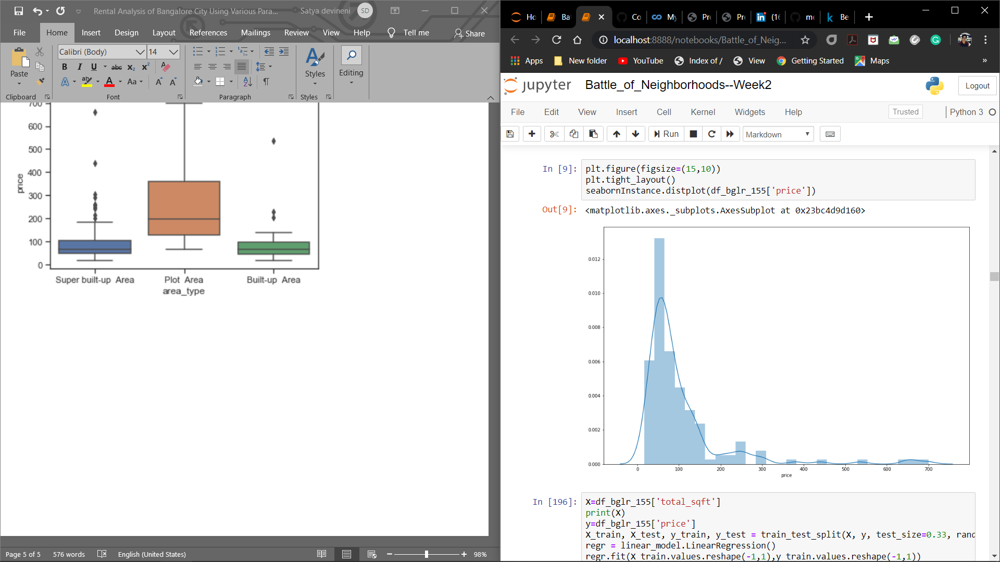 Rental Analysis of Bangalore City Using Various Para...
Satya devineni
SD
File Home Insert Design Layout References Mailings Review View Help Tell me Share
Calibri (Body) 14
Paste
Styles
Editing
Clipboard Font Paragraph Styles
700
600
500
400
300
200
100
0
price
Super built-up Area Plot Area Built-up Area
area_type
Page 5 of 5 576 words English (United States) 98%
Ho Ba Co My Pre Pre (16 me Be
localhost:8888/notebooks/Battle_of_Neig...
Apps New folder YouTube Index of / View Getting Started Maps »
jupyter Battle_of_Neighborhoods--Week2 Logout
File Edit View Insert Cell Kernel Widgets Help Trusted Python 3
Run Markdown
In [9]: plt.figure(figsize=(15,10))
plt.tight_layout()
seabornInstance.distplot(df_bglr_155['price'])
Out[9]: <matplotlib.axes._subplots.AxesSubplot at 0x23bc4d9d160>
0.012
0.010
0.008
0.006
0.004
0.002
0.000
0 100 200 300 400 500 600 700
price
In [196]: X=df_bglr_155['total_sqft']
print(X)
y=df_bglr_155['price']
X_train, X_test, y_train, y_test = train_test_split(X, y, test_size=0.33, ranc
regr = linear_model.LinearRegression()
regr.fit(X_train.values.reshape(-1,1),y_train.values.reshape(-1,1))